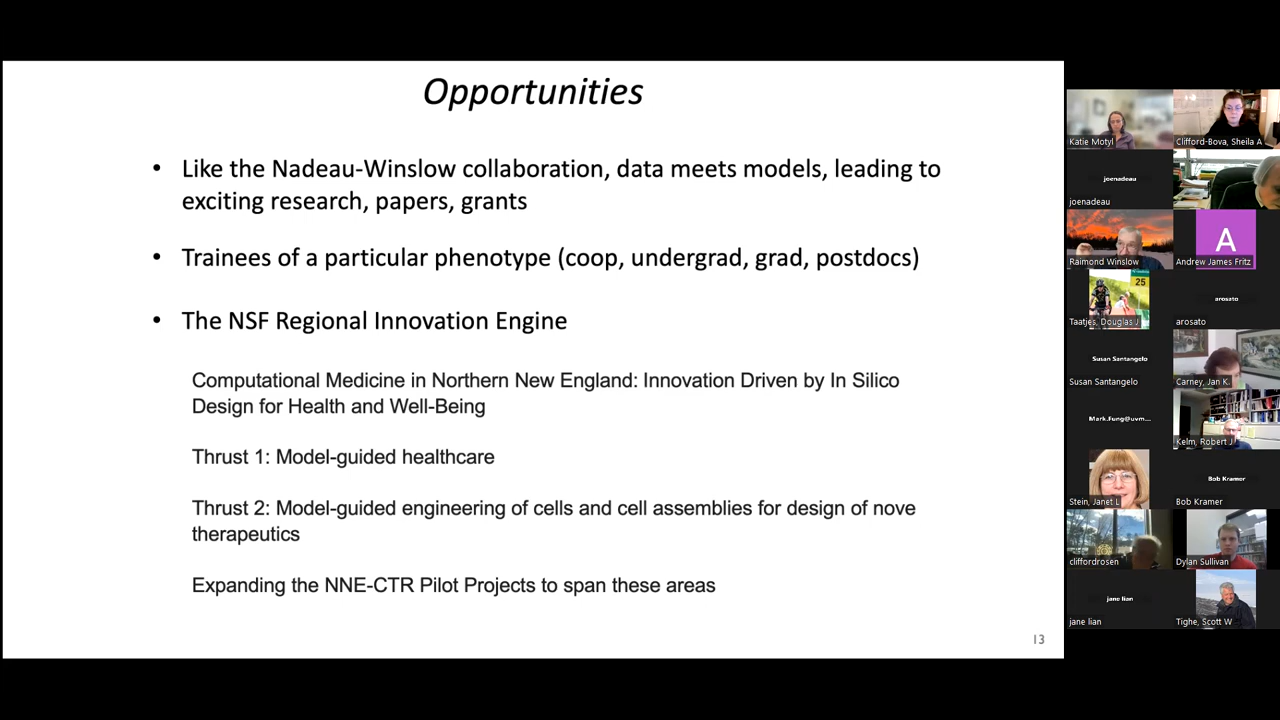 Opportunities
• Like the Nadeau-Winslow collaboration, data meets models, leading to
exciting research, papers, grants
• Trainees of a particular phenotype (coop, undergrad, grad, postdocs)
• The NSF Regional Innovation Engine
Computational Medicine in Northern New England: Innovation Driven by In Silico
Design for Health and Well-Being
Thrust 1: Model-guided healthcare
Thrust 2: Model-guided engineering of cells and cell assemblies for design of nove
therapeutics
Expanding the NNE-CTR Pilot Projects to span these areas
13
Katie Motyl
Clifford-Bova, Sheila A
joenadeau
joenadeau
Raimond Winslow
A
Andrew James Fritz
25
Taatjes, Douglas J
arosato
arosato
Susan Santangelo
Susan Santangelo
Carney, Jan K.
Mark.Fung@uvm...
Kelm, Robert J
Stein, Janet L
Bob Kramer
Bob Kramer
cliffordrosen
Dylan Sullivan
jane lian
jane lian
Tighe, Scott W